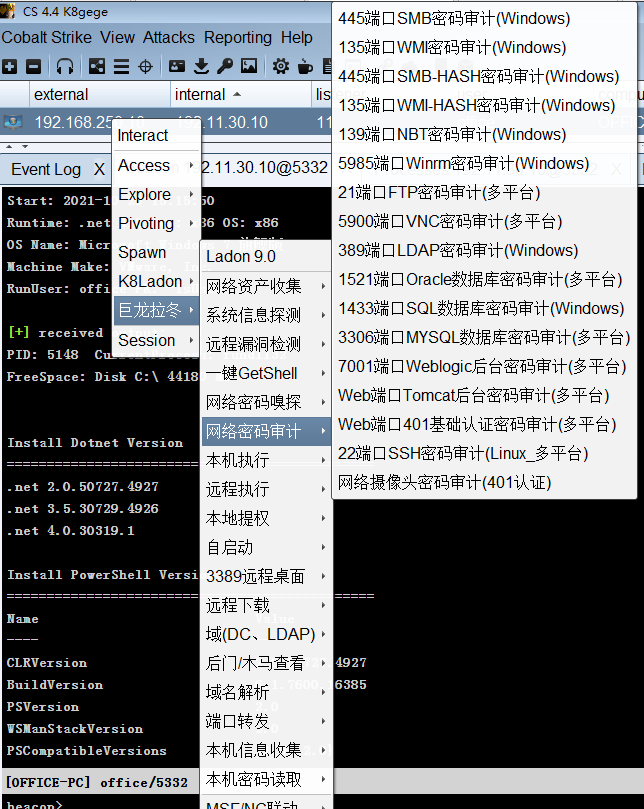 CS 4.4 K8gege
Cobalt Strike View Attacks Reporting Help
external internal
192.168.2 11.30.10
Event Log X 2.11.30.10@5332
Start: 2021-1
Runtime: .net 36 OS: x86
OS Name: Micr
Machine Make:
RunUser: offi
[+] received
PID: 5148
FreeSpace: Disk C:\ 4418
Install Dotnet Version
.net 2.0.50727.4927
.net 3.5.30729.4926
.net 4.0.30319.1
Install PowerShell Versi
Name
----
CLRVersion 4927
BuildVersion 7600.16385
PSVersion
WSManStackVersion
PSCompatibleVersions
[OFFICE-PC] office/5332
beacon>
Interact
Access
Explore
Pivoting
Spawn
K8Ladon
巨龙拉冬
Session
Ladon 9.0
网络资产收集
系统信息探测
远程漏洞检测
一键GetShell
网络密码嗅探
网络密码审计
本机执行
远程执行
本地提权
自启动
3389远程桌面
远程下载
域(DC、LDAP)
后门/木马查看
域名解析
端口转发
本机信息收集
本机密码读取
MSF/NC联动
445端口SMB密码审计(Windows)
135端口WMI密码审计(Windows)
445端口SMB-HASH密码审计(Windows)
135端口WMI-HASH密码审计(Windows)
139端口NBT密码审计(Windows)
5985端口Winrm密码审计(Windows)
21端口FTP密码审计(多平台)
5900端口VNC密码审计(多平台)
389端口LDAP密码审计(Windows)
1521端口Oracle数据库密码审计(多平台)
1433端口SQL数据库密码审计(Windows)
3306端口MYSQL数据库密码审计(多平台)
7001端口Weblogic后台密码审计(多平台)
Web端口Tomcat后台密码审计(多平台)
Web端口401基础认证密码审计(多平台)
22端口SSH密码审计(Linux_多平台)
网络摄像头密码审计(401认证)